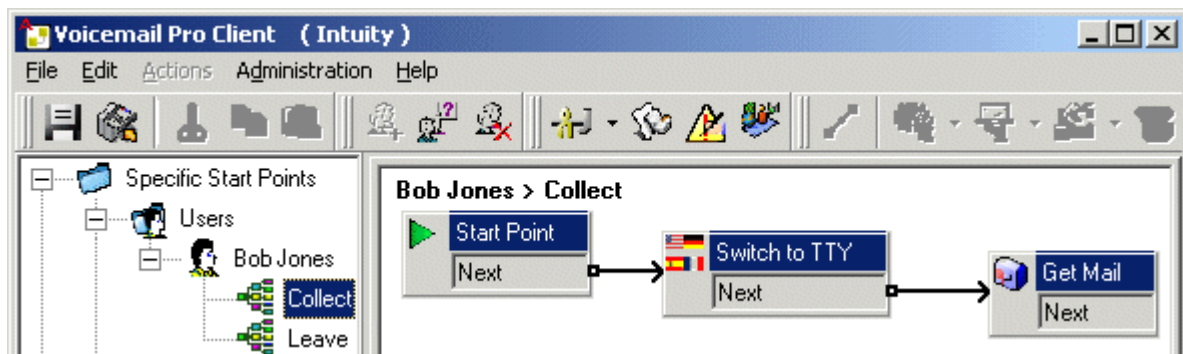 Voicemail Pro Client ( Intuity )
File Edit Actions Administration Help
Specific Start Points
Users
Bob Jones
Collect
Leave
Bob Jones > Collect
Start Point
Next
Switch to TTY
Next
Get Mail
Next